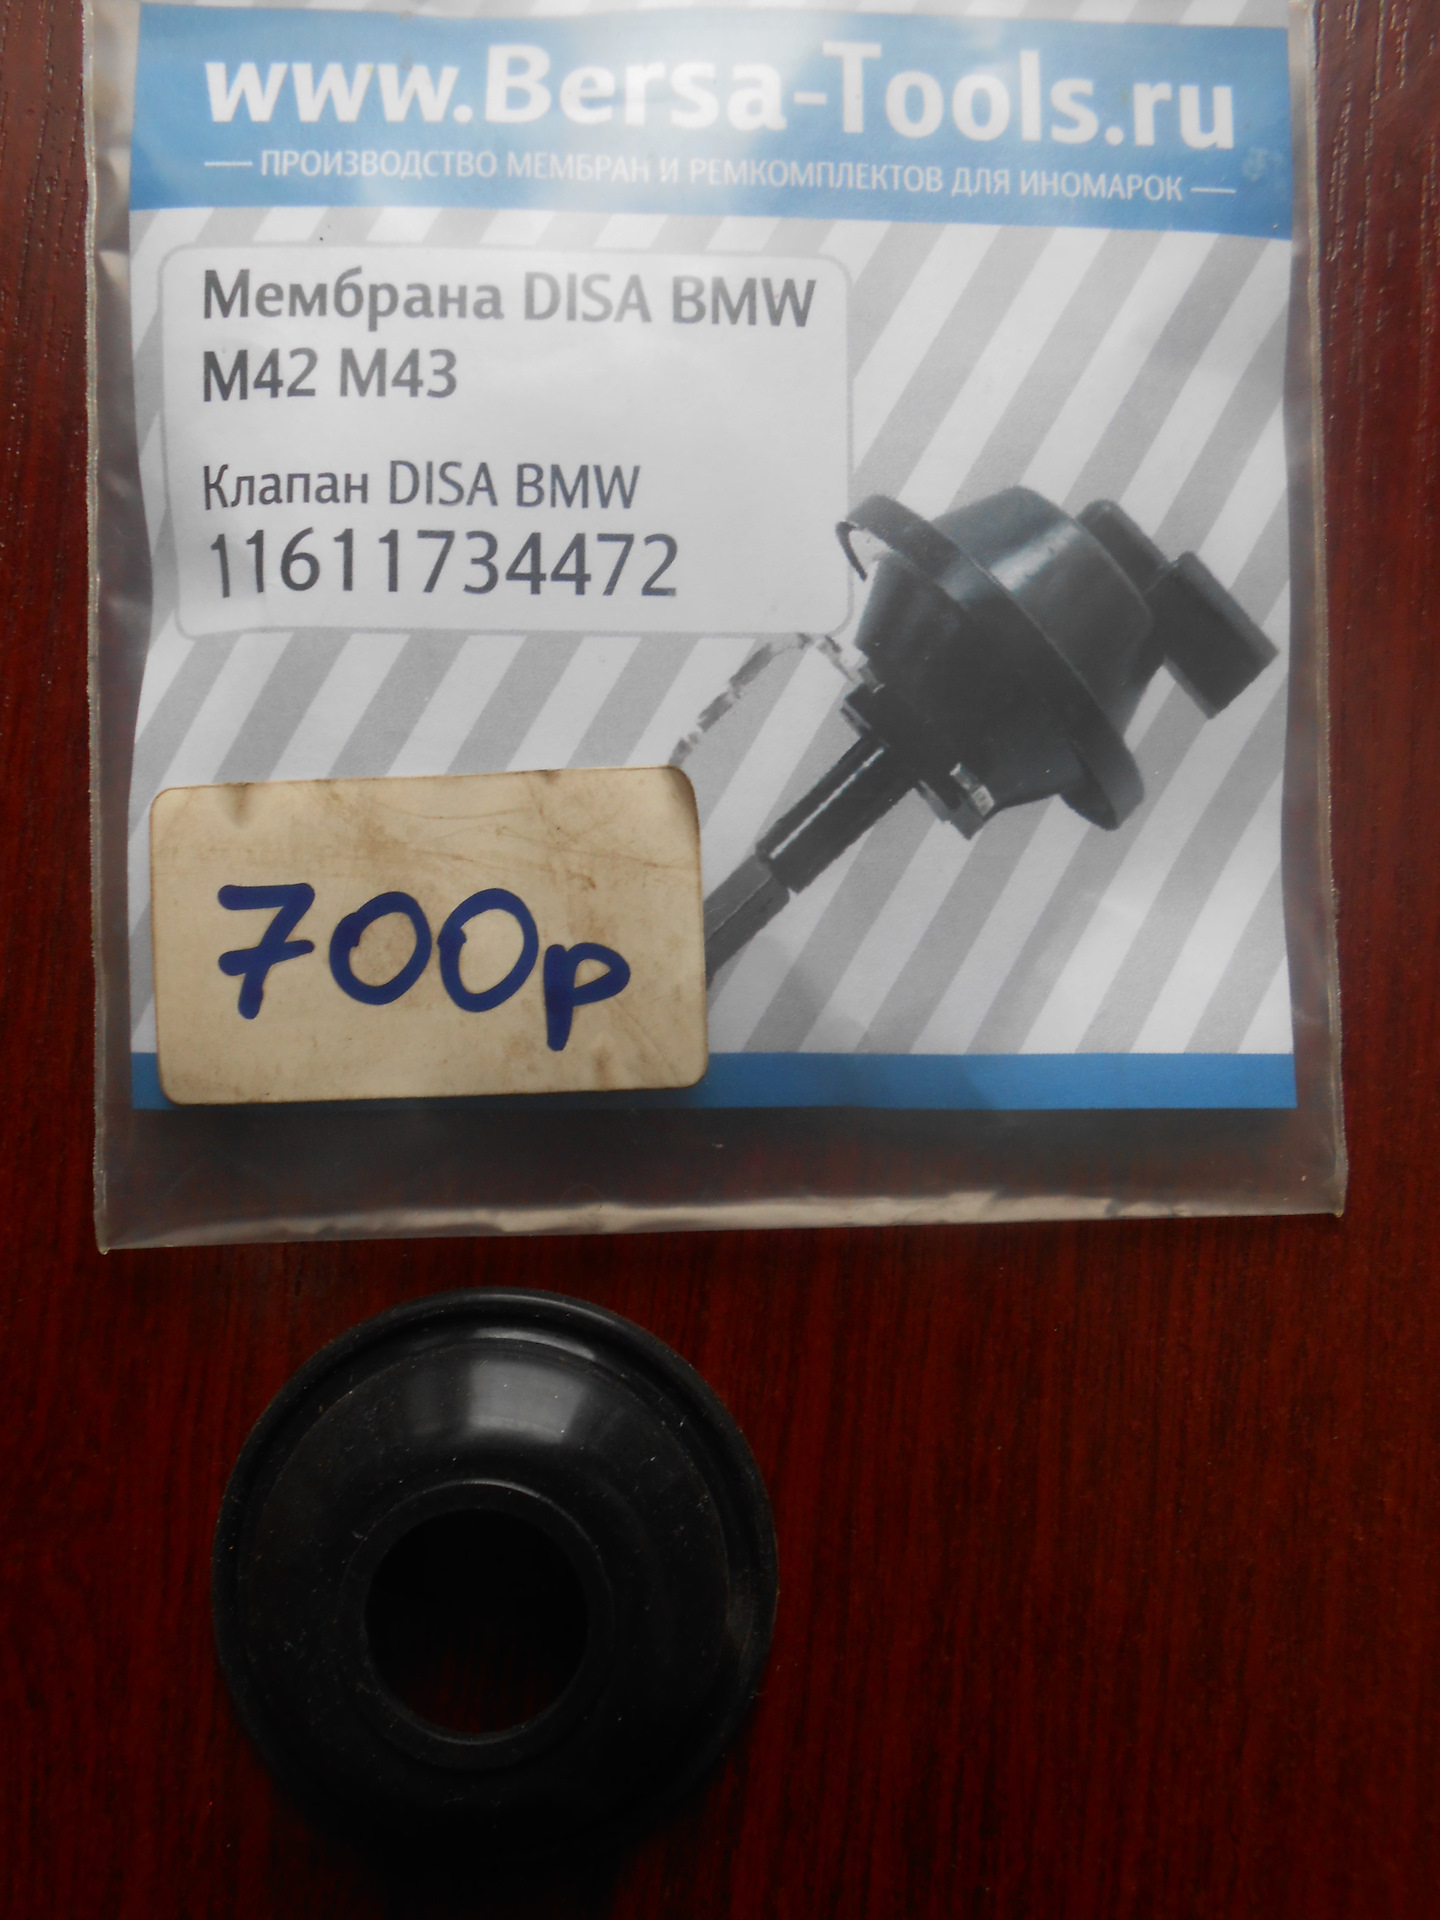 www.Bersa-Tools.ru
— ПРОИЗВОДСТВО МЕМБРАН И РЕМКОМПЛЕКТОВ ДЛЯ ИНОМАРОК —
Мембрана DISA BMW
M42 M43
Клапан DISA BMW
11611734472
700р